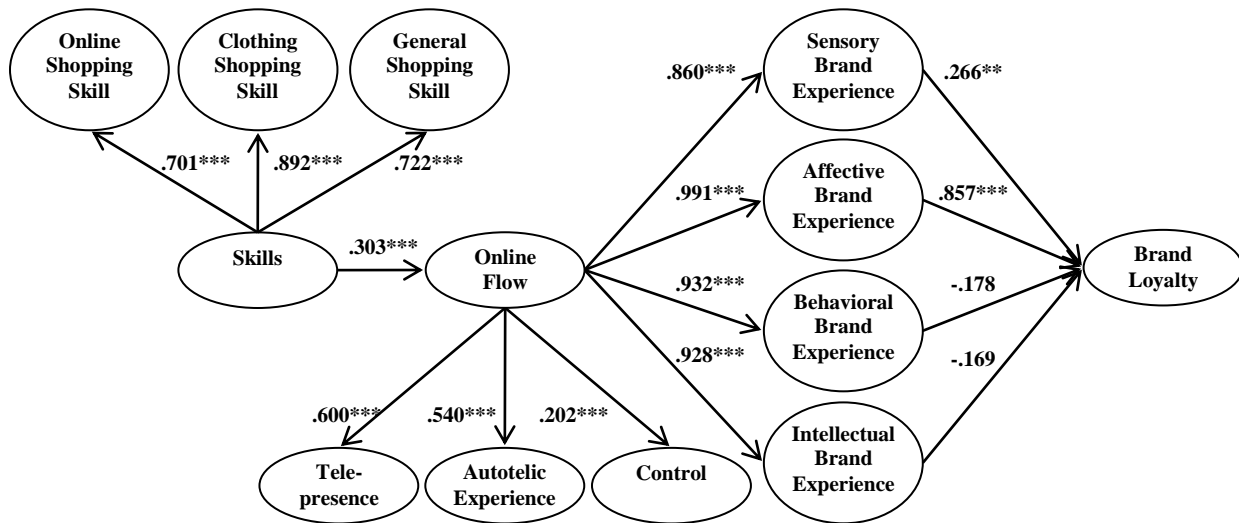 Online
Shopping
Skill
Clothing
Shopping
Skill
General
Shopping
Skill
Sensory
Brand
Experience
.860***
.266**
.701***
.892***
.722***
Affective
Brand
Experience
.991***
.857***
Skills
.303***
Online
Flow
Brand
Loyalty
.932***
Behavioral
Brand
Experience
-.178
.928***
-.169
.600***
.540***
.202***
Tele-
presence
Autotelic
Experience
Control
Intellectual
Brand
Experience